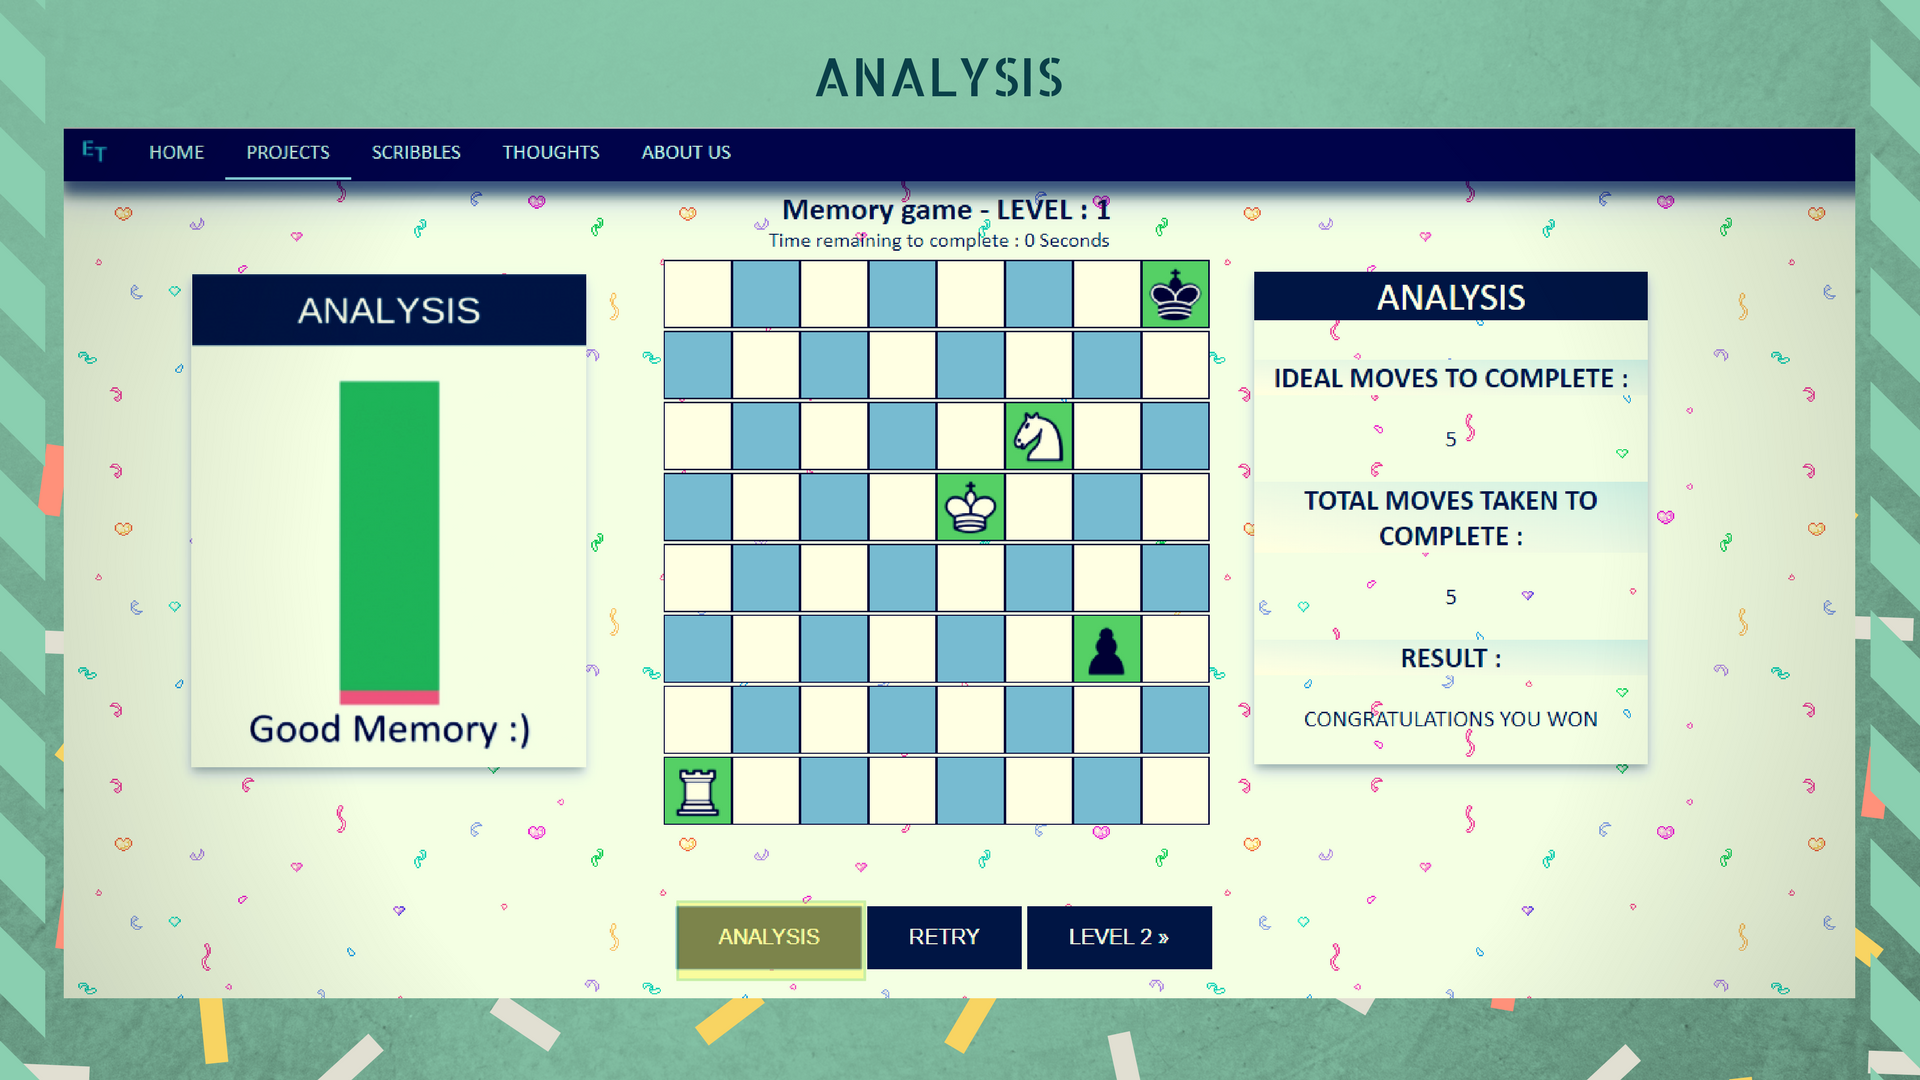 ANALYSIS
ET HOME PROJECTS SCRIBBLES THOUGHTS ABOUT US
Memory game - LEVEL : 1
Time remaining to complete : 0 Seconds
ANALYSIS
Good Memory :)
ANALYSIS
IDEAL MOVES TO COMPLETE :
5
TOTAL MOVES TAKEN TO
COMPLETE :
5
RESULT :
CONGRATULATIONS YOU WON
ANALYSIS RETRY LEVEL 2 »